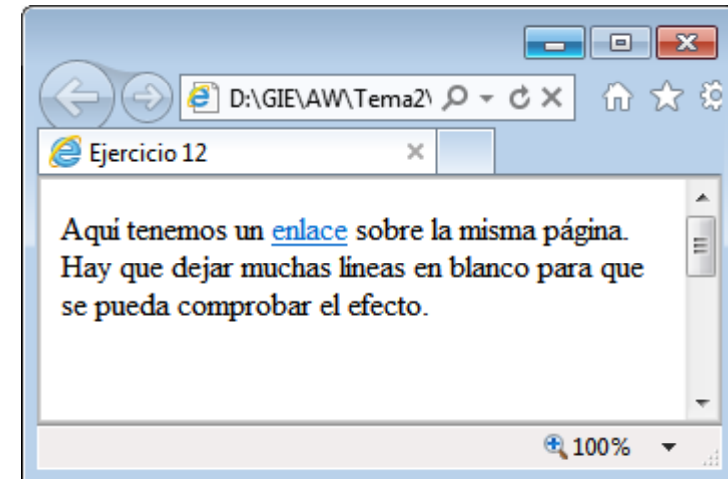 D:\GIE\AW\Tema2\
Ejercicio 12
Aquí tenemos un enlace sobre la misma página.
Hay que dejar muchas líneas en blanco para que
se pueda comprobar el efecto.
100%